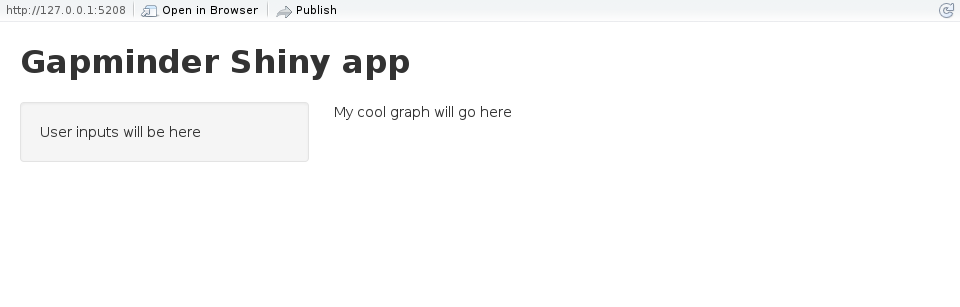 http://127.0.0.1:5208 Open in Browser Publish
Gapminder Shiny app
User inputs will be here
My cool graph will go here